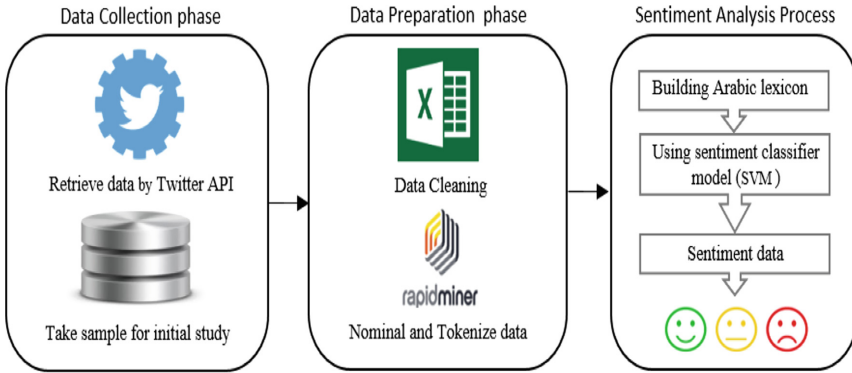 Data Collection phase
Retrieve data by Twitter API
Take sample for initial study
Data Preparation phase
X
Data Cleaning
rapidminer
Nominal and Tokenize data
Sentiment Analysis Process
Building Arabic lexicon
Using sentiment classifier
model (SVM )
Sentiment data